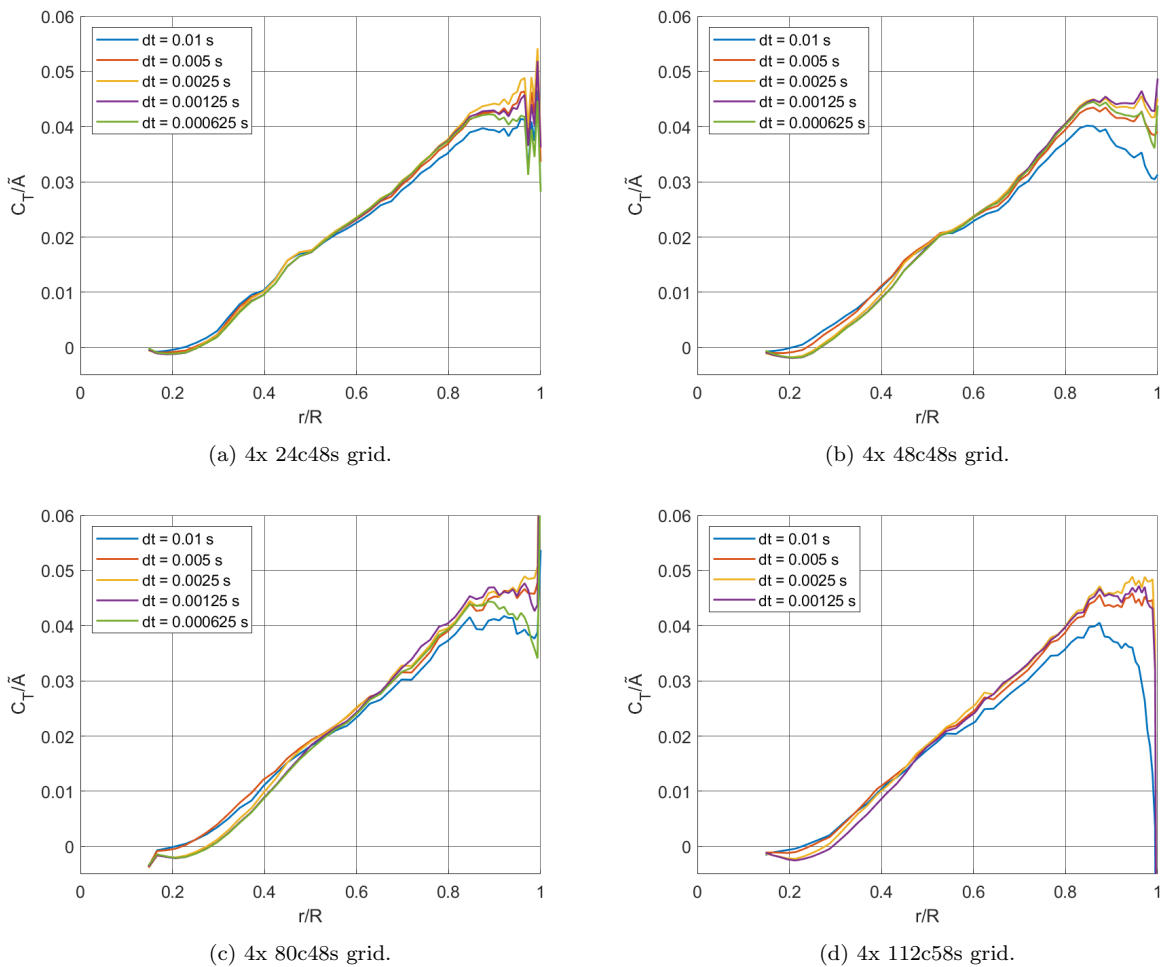 0.06
0.05
0.04
0.03
0.02
0.01
0
C_T/Ã
dt = 0.01 s
dt = 0.005 s
dt = 0.0025 s
dt = 0.00125 s
dt = 0.000625 s
0 0.2 0.4 0.6 0.8 1
r/R
(a) 4x 24c48s grid.
0.06
0.05
0.04
0.03
0.02
0.01
0
C_T/Ã
dt = 0.01 s
dt = 0.005 s
dt = 0.0025 s
dt = 0.00125 s
dt = 0.000625 s
0 0.2 0.4 0.6 0.8 1
r/R
(b) 4x 48c48s grid.
0.06
0.05
0.04
0.03
0.02
0.01
0
C_T/Ã
dt = 0.01 s
dt = 0.005 s
dt = 0.0025 s
dt = 0.00125 s
dt = 0.000625 s
0 0.2 0.4 0.6 0.8 1
r/R
(c) 4x 80c48s grid.
0.06
0.05
0.04
0.03
0.02
0.01
0
C_T/Ã
dt = 0.01 s
dt = 0.005 s
dt = 0.0025 s
dt = 0.00125 s
0 0.2 0.4 0.6 0.8 1
r/R
(d) 4x 112c58s grid.